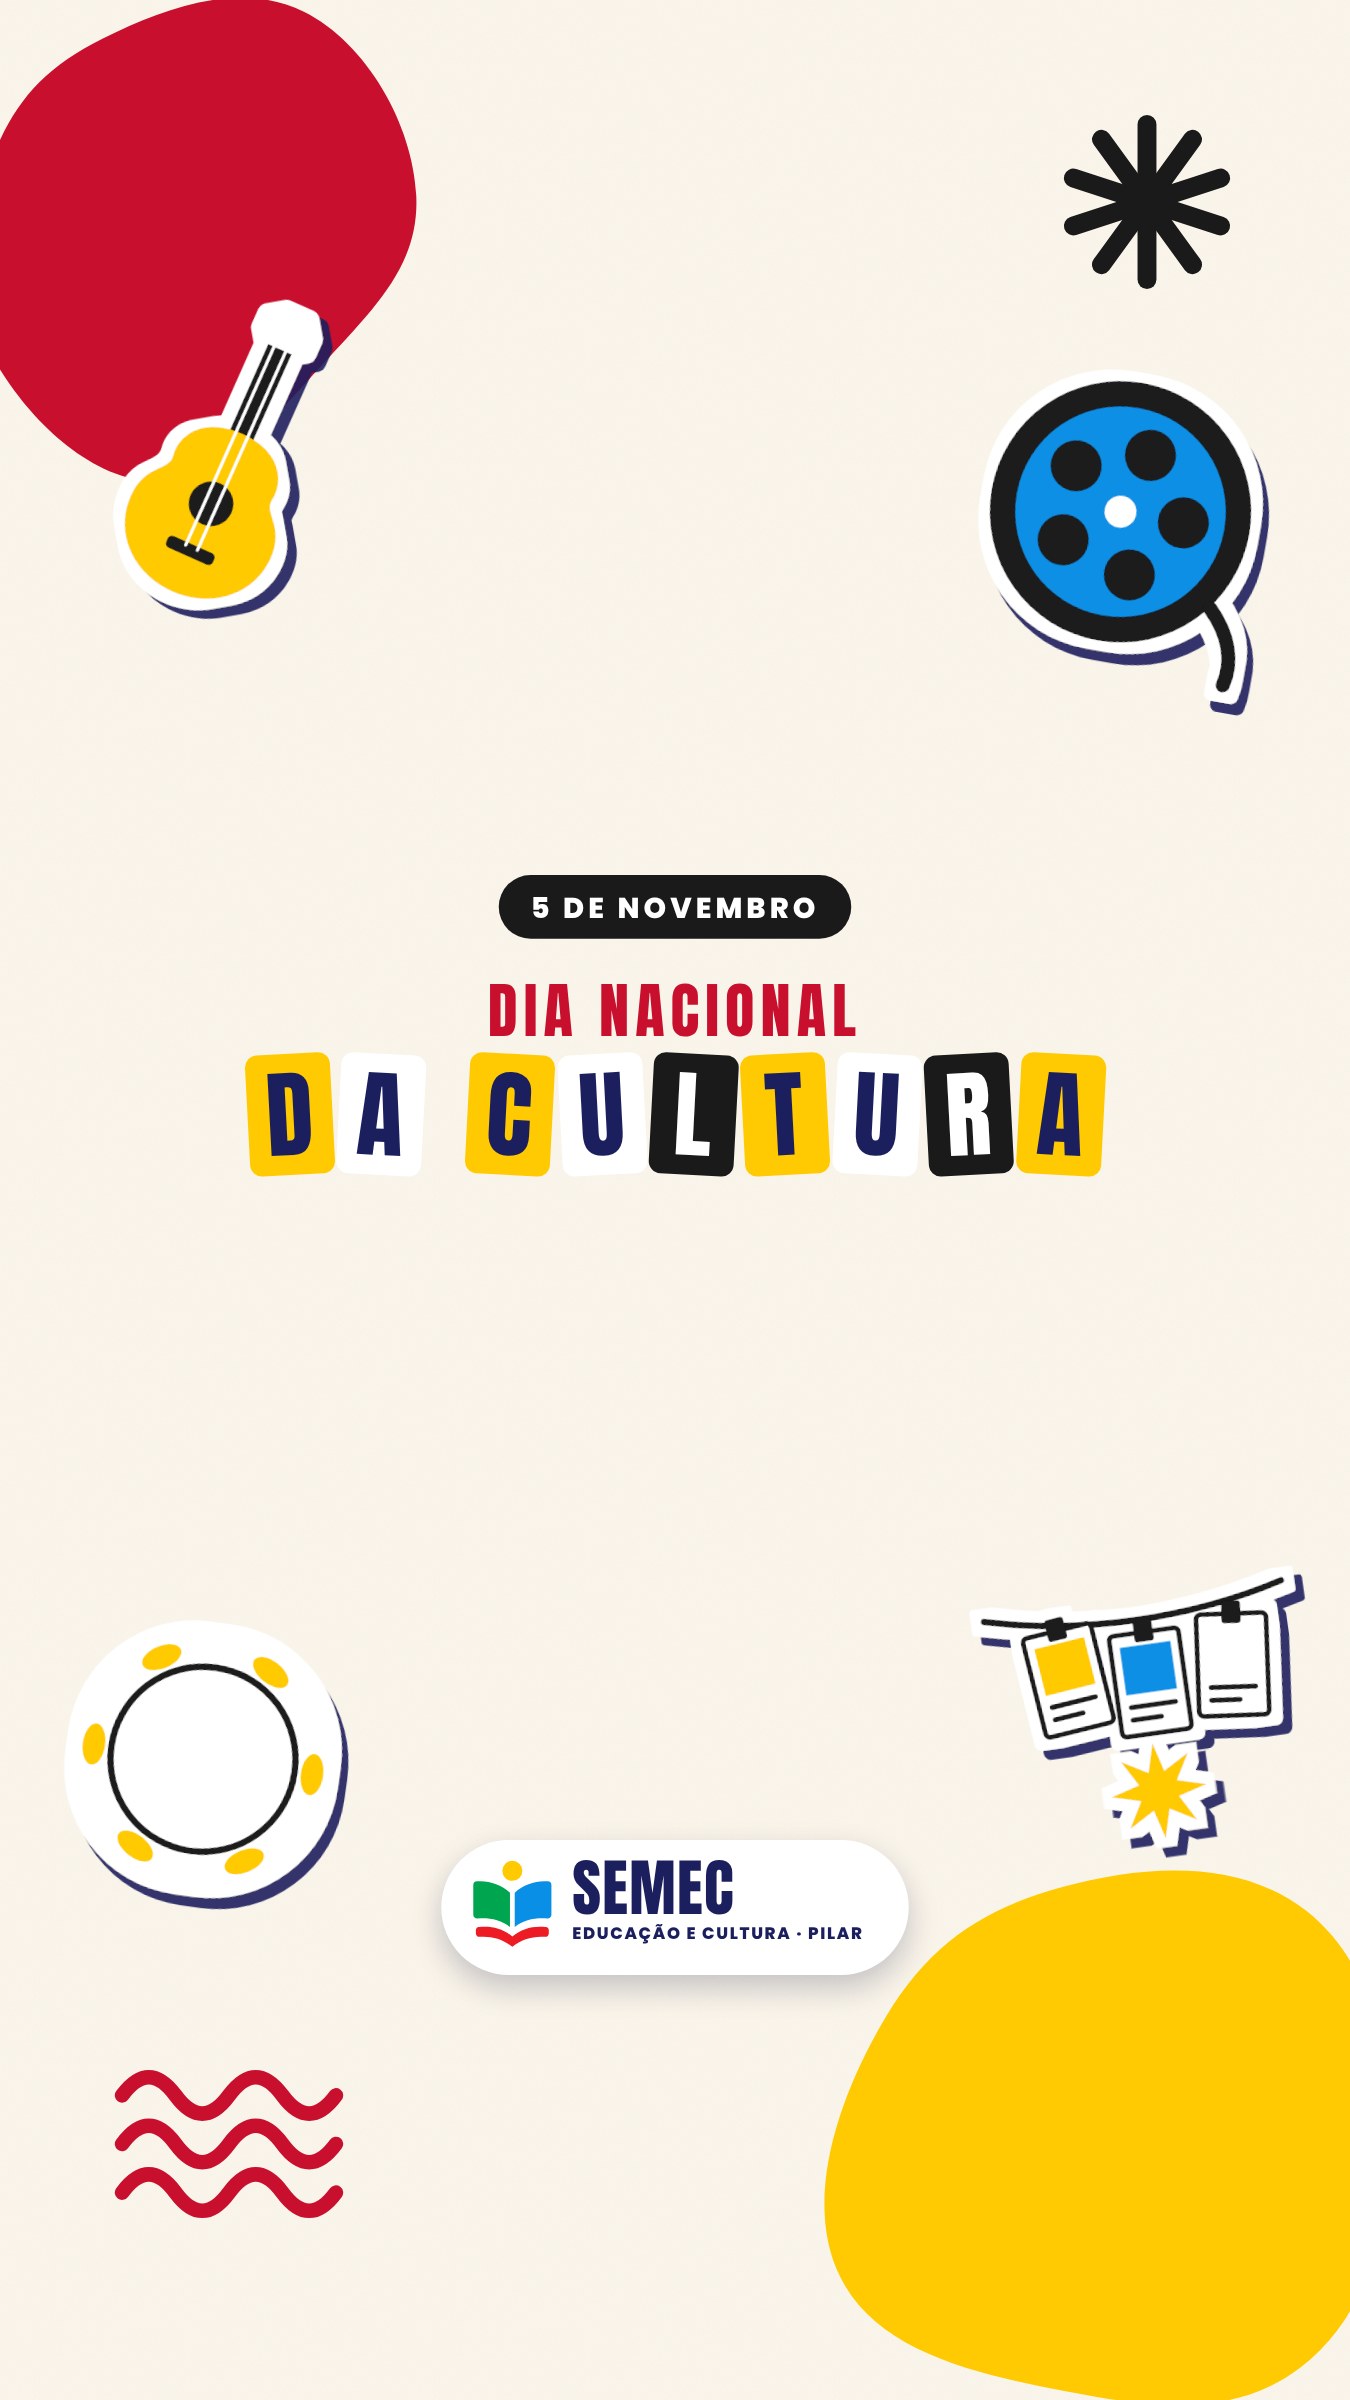 5 DE NOVEMBRO
DIA NACIONAL
DA CULTURA
SEMEC
EDUCAÇÃO E CULTURA · PILAR